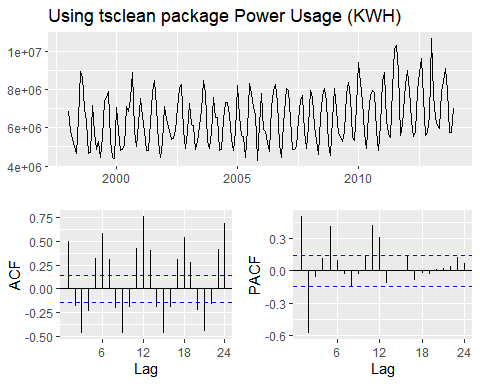 Using tsclean package Power Usage (KWH)
1e+07
8e+06
6e+06
4e+06
2000 2005 2010
ACF
0.75
0.50
0.25
0.00
-0.25
-0.50
6 12 18 24
Lag
PACF
0.3
0.0
-0.3
-0.6
6 12 18 24
Lag